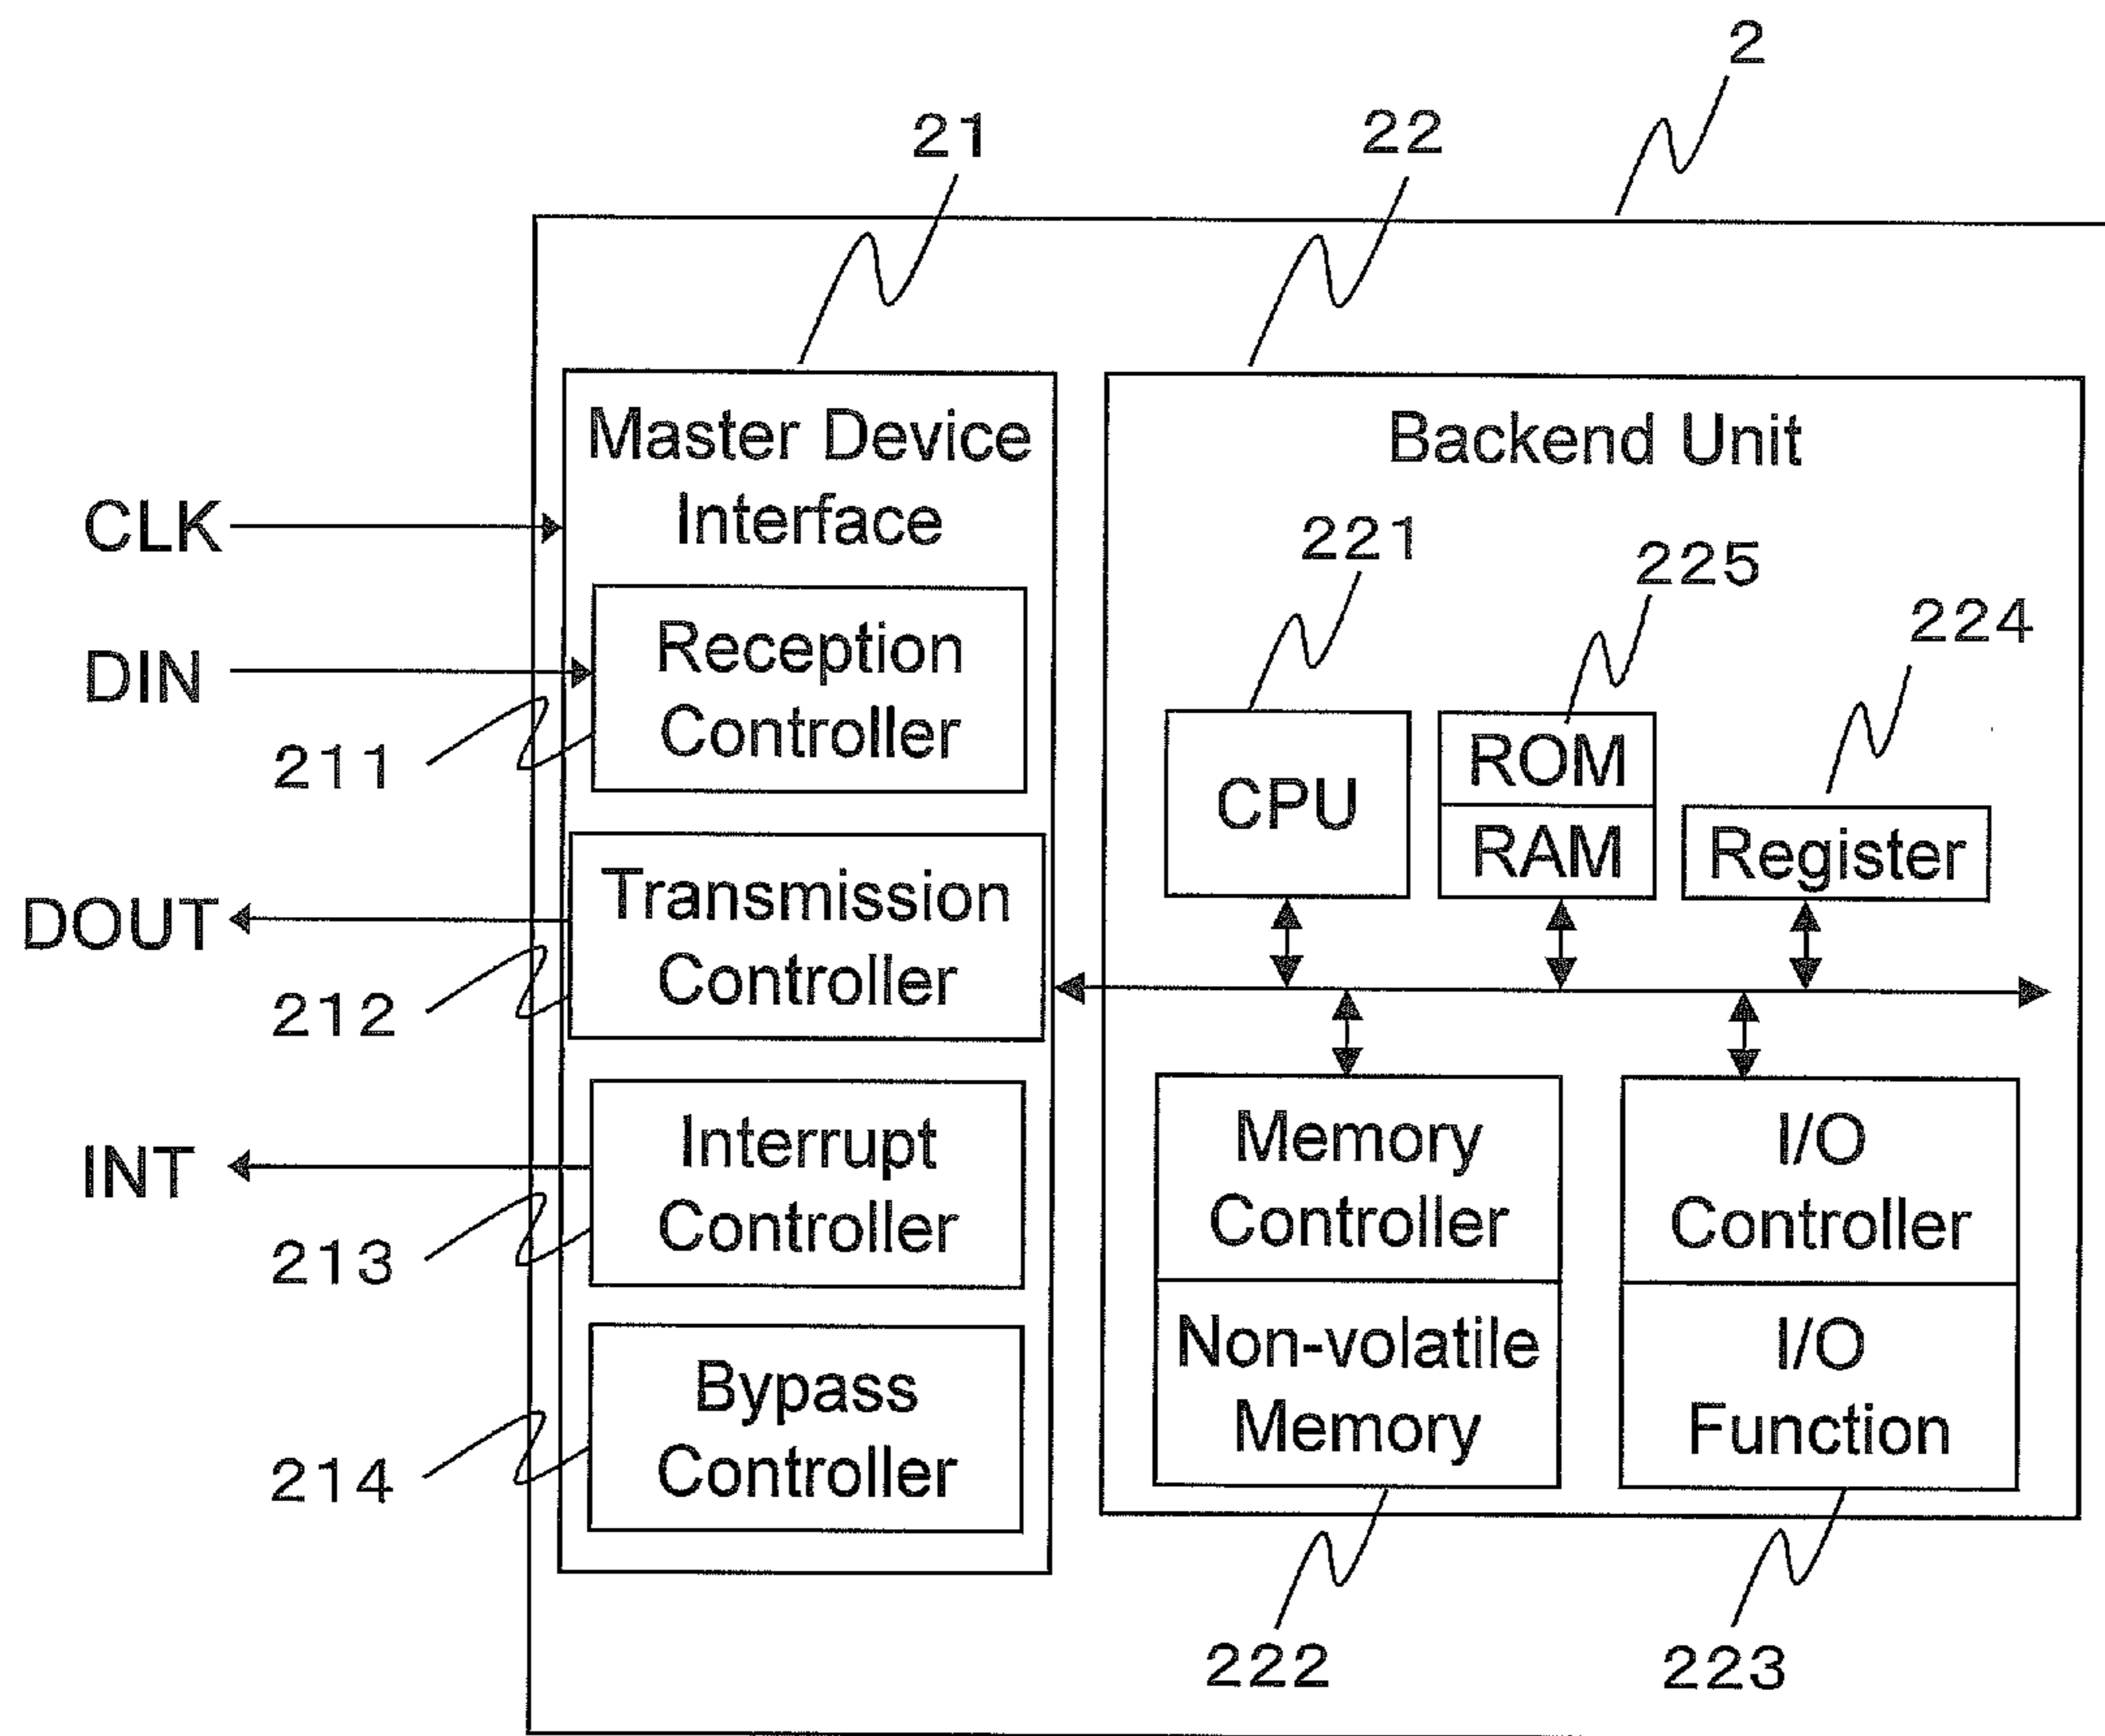 2
21
22
Master Device
Interface
Backend Unit
CLK
221
225
224
DIN
Reception
Controller
211
CPU
ROM
RAM
Register
DOUT
Transmission
Controller
212
INT
Interrupt
Controller
213
Memory
Controller
I/O
Controller
Bypass
Controller
214
Non-volatile
Memory
I/O
Function
222
223